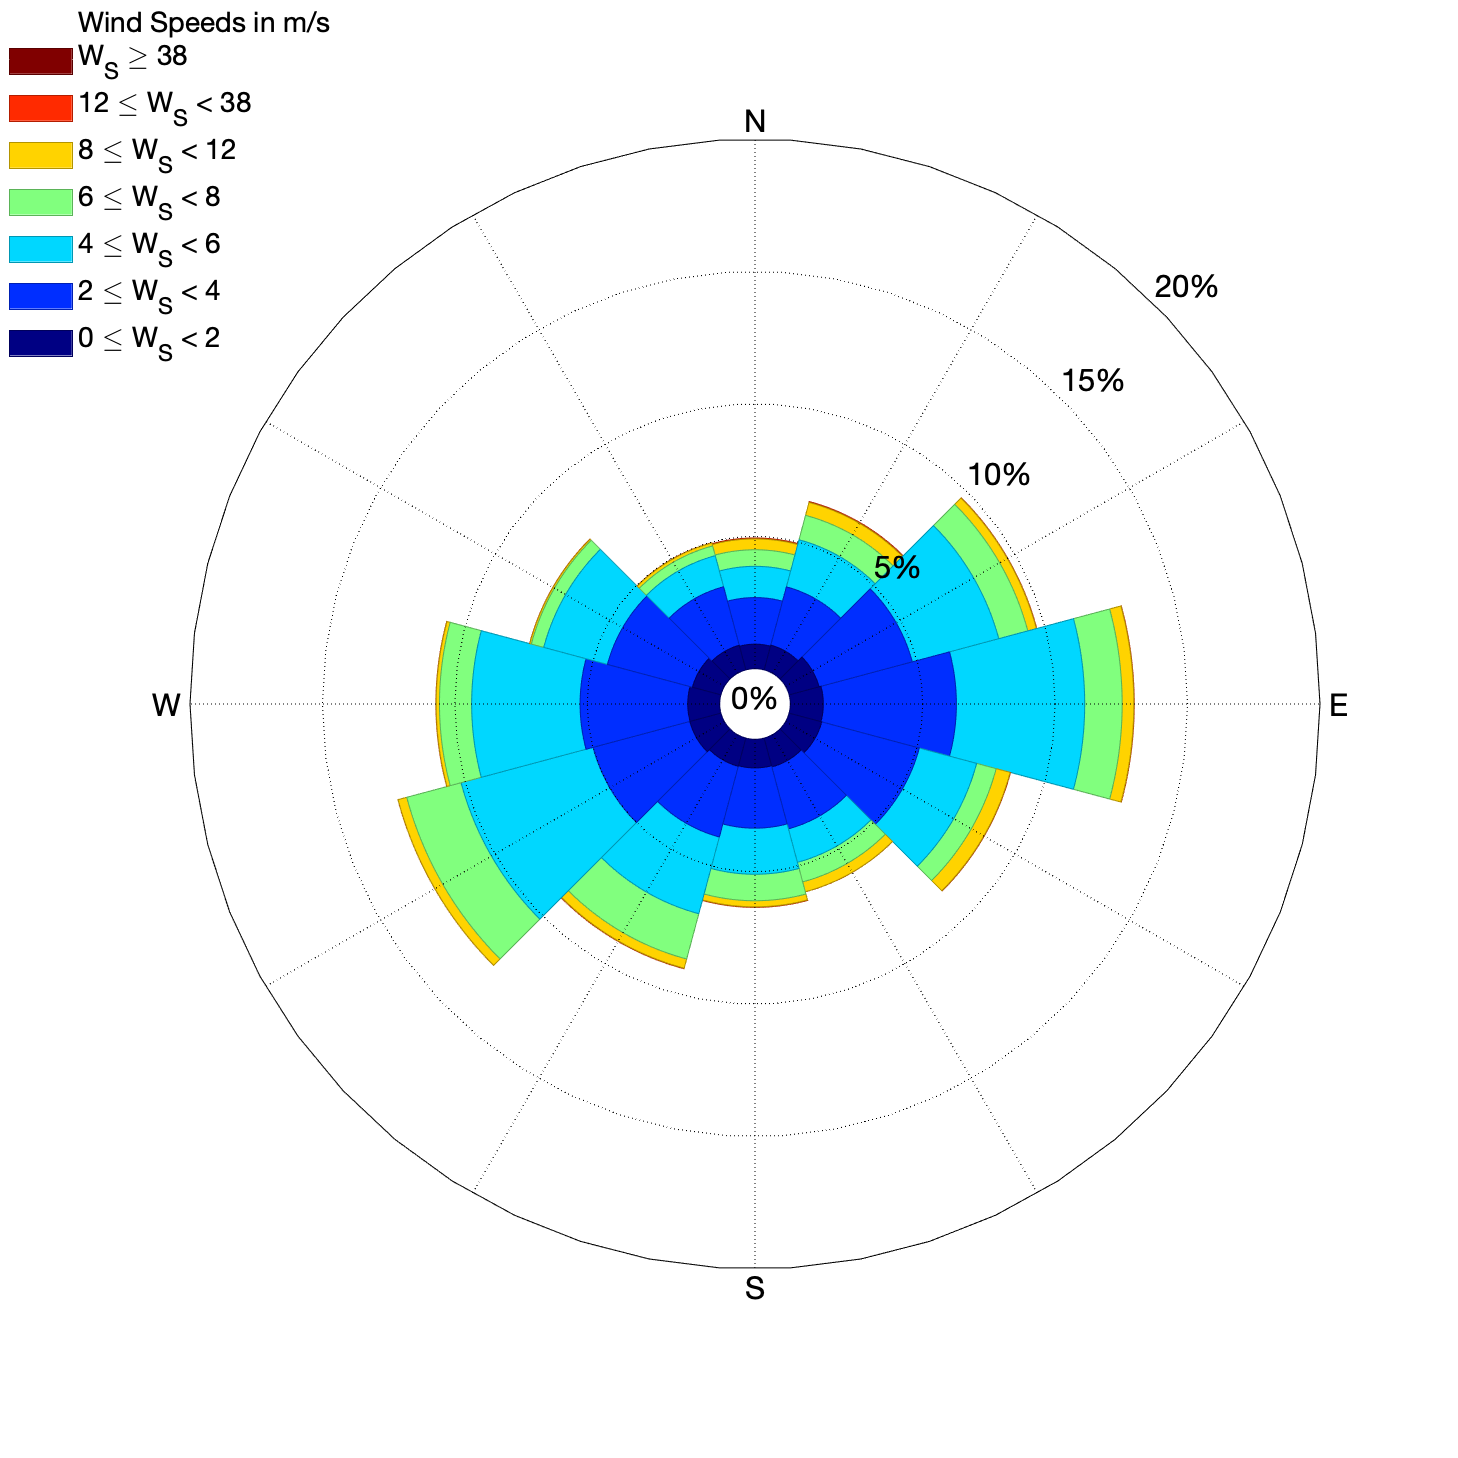 Wind Speeds in m/s
W_S ≥ 38
12 ≤ W_S < 38
8 ≤ W_S < 12
6 ≤ W_S < 8
4 ≤ W_S < 6
2 ≤ W_S < 4
0 ≤ W_S < 2
N
20%
15%
10%
5%
0%
W
E
S